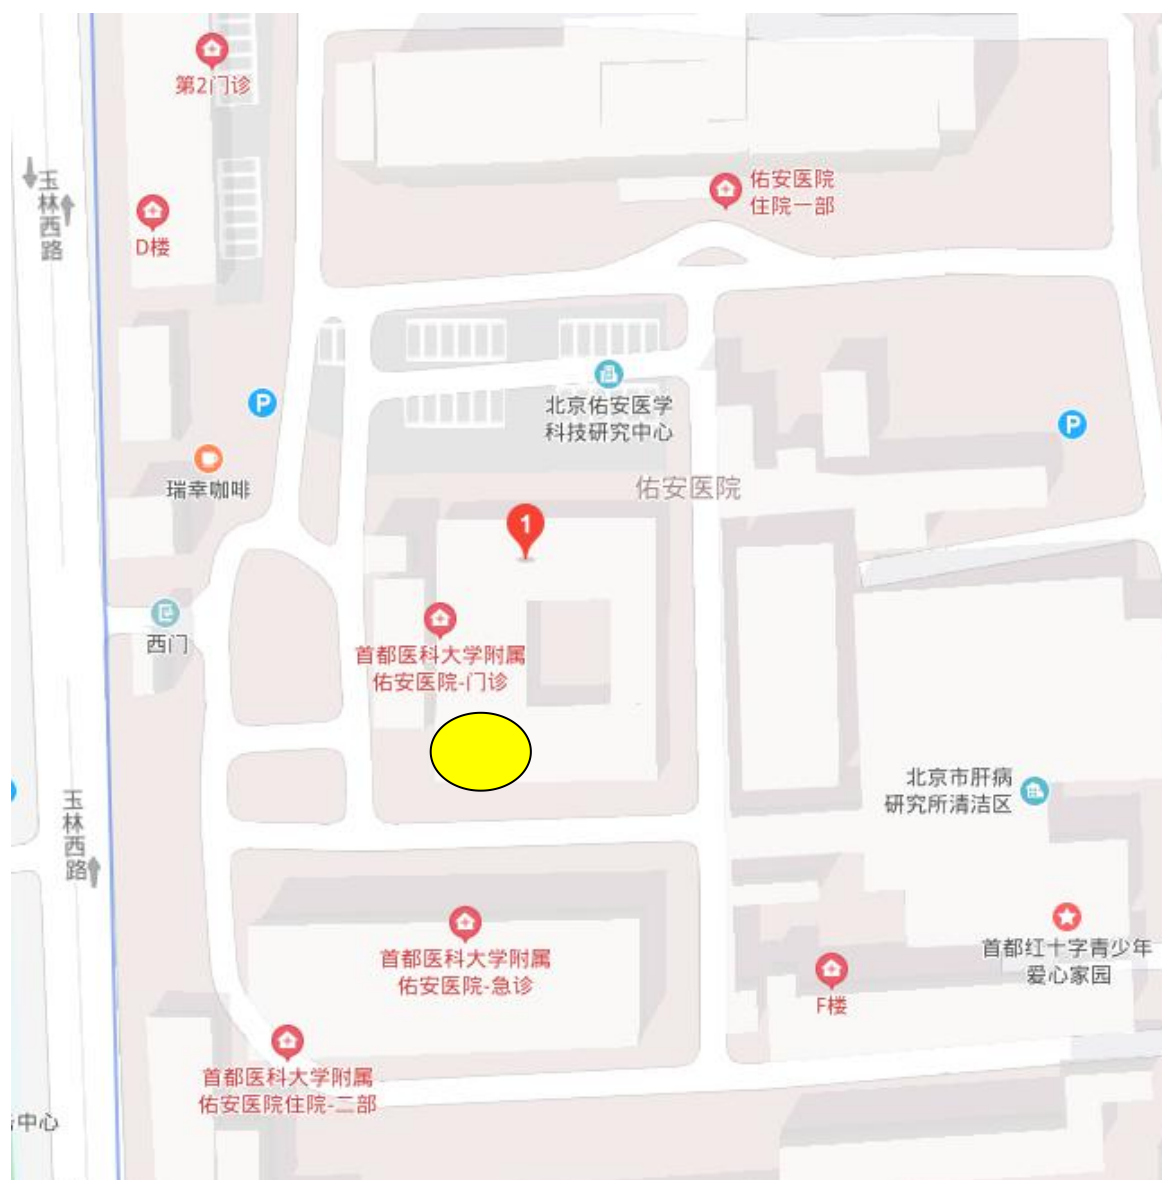 第2门诊
佑安医院
住院一部
玉林西路
D楼
P
北京佑安医学
科技研究中心
P
瑞幸咖啡
佑安医院
1
西门
首都医科大学附属
佑安医院-门诊
北京市肝病
研究所清洁区
玉林西路
首都医科大学附属
佑安医院-急诊
首都红十字青少年
爱心家园
F楼
首都医科大学附属
佑安医院住院-二部
中心